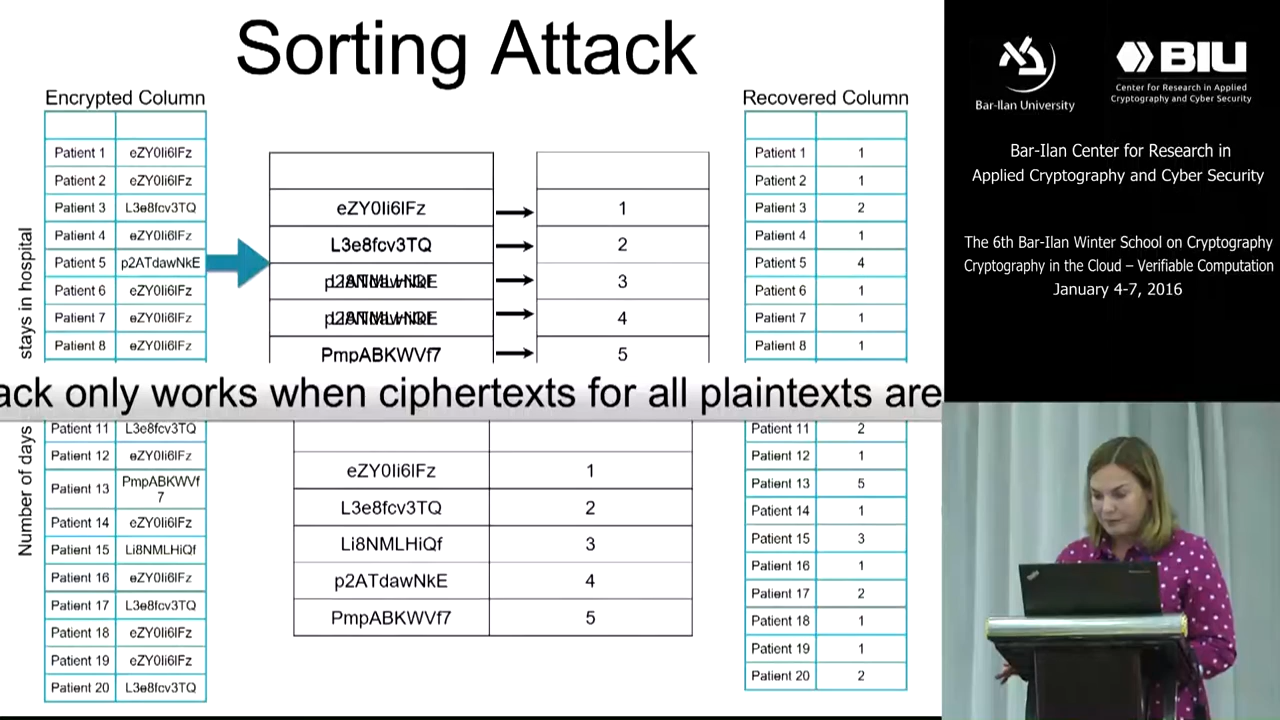 Sorting Attack
Encrypted Column
Patient 1 eZY0Ii6IFz
Patient 2 eZY0Ii6IFz
Patient 3 L3e8fcv3TQ
Patient 4 eZY0Ii6IFz
Patient 5 p2ATdawNkE
Patient 6 eZY0Ii6IFz
Patient 7 eZY0Ii6IFz
Patient 8 eZY0Ii6IFz
Patient 11 L3e8fcv3TQ
Patient 12 eZY0Ii6IFz
Patient 13 PmpABKWVf
7
Patient 14 eZY0Ii6IFz
Patient 15 Li8NMLHiQf
Patient 16 eZY0Ii6IFz
Patient 17 L3e8fcv3TQ
Patient 18 eZY0Ii6IFz
Patient 19 eZY0Ii6IFz
Patient 20 L3e8fcv3TQ
Number of days
stays in hospital
eZY0Ii6IFz 1
L3e8fcv3TQ 2
3
4
PmpABKWVf7 5
ack only works when ciphertexts for all plaintexts are
eZY0Ii6IFz 1
L3e8fcv3TQ 2
Li8NMLHiQf 3
p2ATdawNkE 4
PmpABKWVf7 5
Recovered Column
Patient 1 1
Patient 2 1
Patient 3 2
Patient 4 1
Patient 5 4
Patient 6 1
Patient 7 1
Patient 8 1
Patient 11 2
Patient 12 1
Patient 13 5
Patient 14 1
Patient 15 3
Patient 16 1
Patient 17 2
Patient 18 1
Patient 19 1
Patient 20 2
Bar-Ilan University
BIU
Center for Research in Applied
Cryptography and Cyber Security
Bar-Ilan Center for Research in
Applied Cryptography and Cyber Security
The 6th Bar-Ilan Winter School on Cryptography
Cryptography in the Cloud – Verifiable Computation
January 4-7, 2016